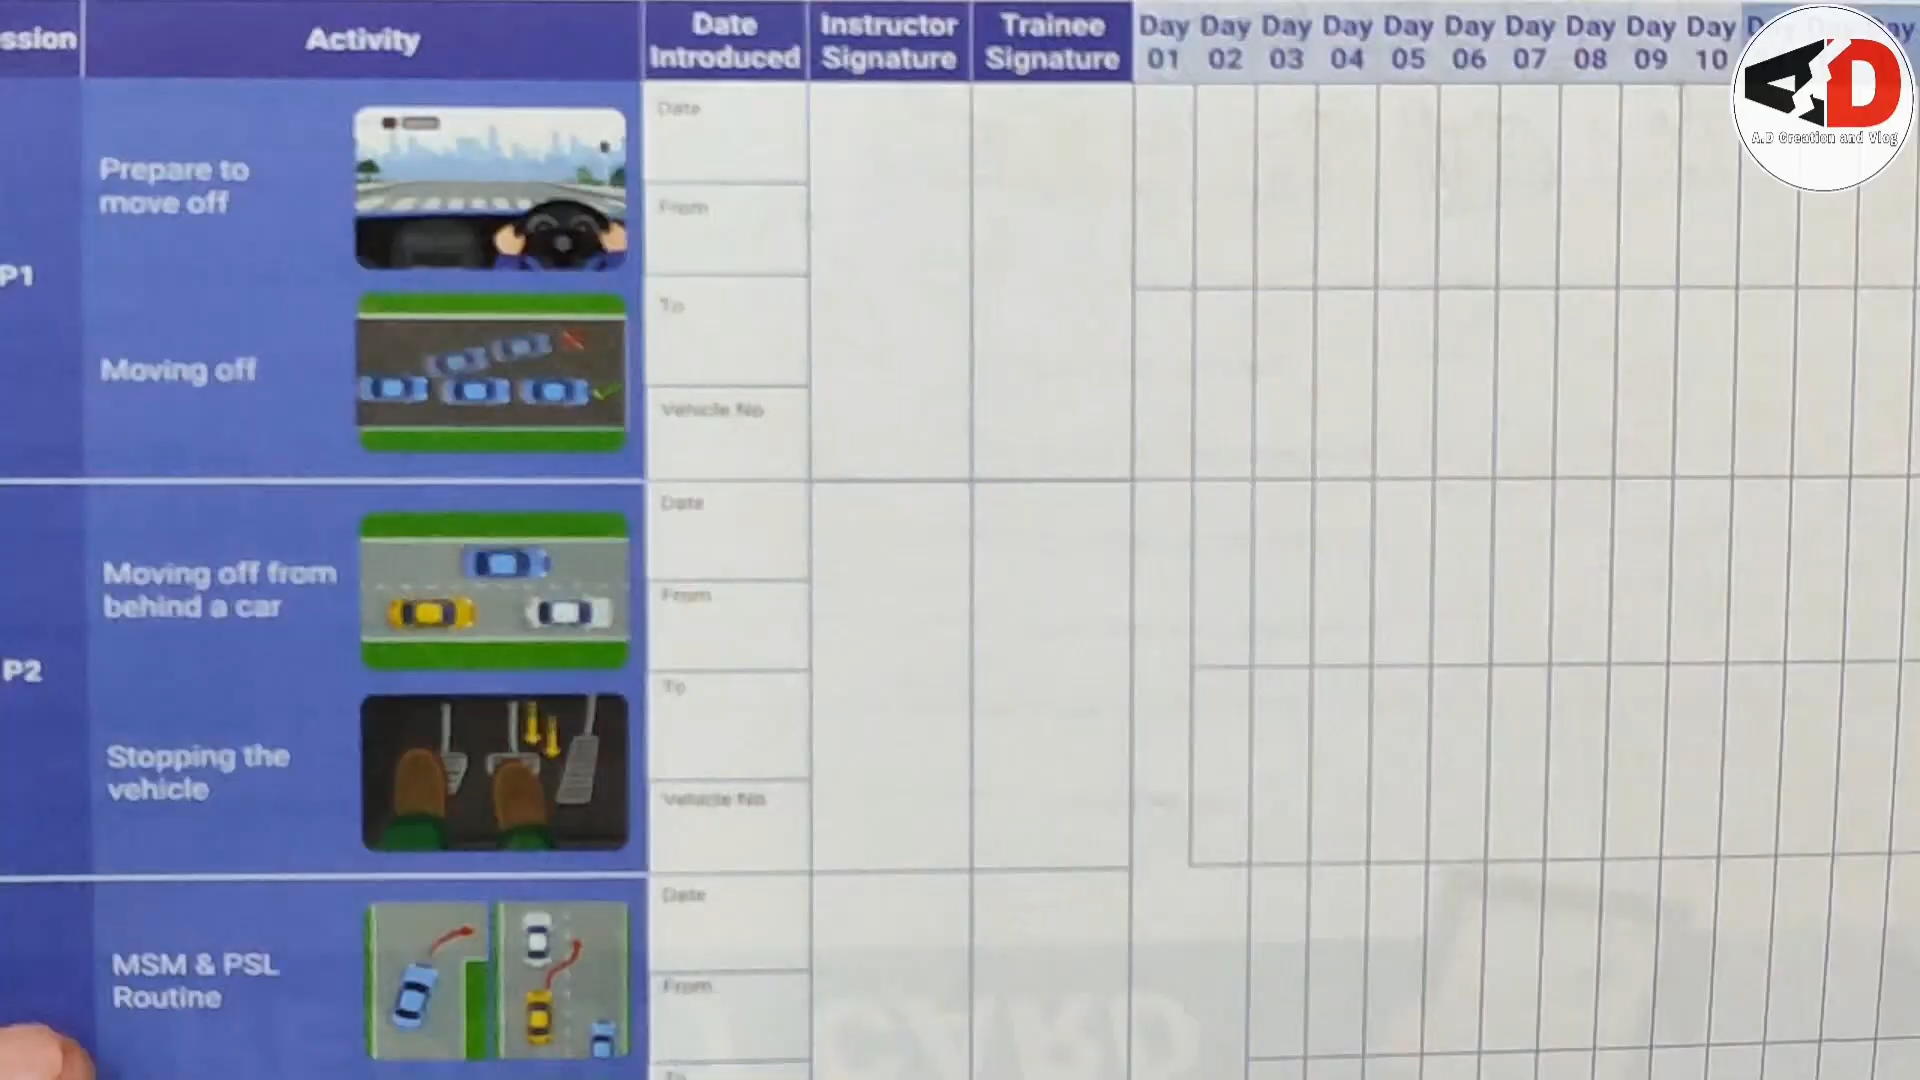 ssion
Activity
Date
Introduced
Instructor
Signature
Trainee
Signature
Day
01
Day
02
Day
03
Day
04
Day
05
Day
06
Day
07
Day
08
Day
09
Day
10
AD
A.D Creation and Vlog
P1
Prepare to
move off
Date
From
Moving off
To
Vehicle No
P2
Moving off from
behind a car
Date
From
Stopping the
vehicle
To
Vehicle No
MSM & PSL
Routine
Date
From
To